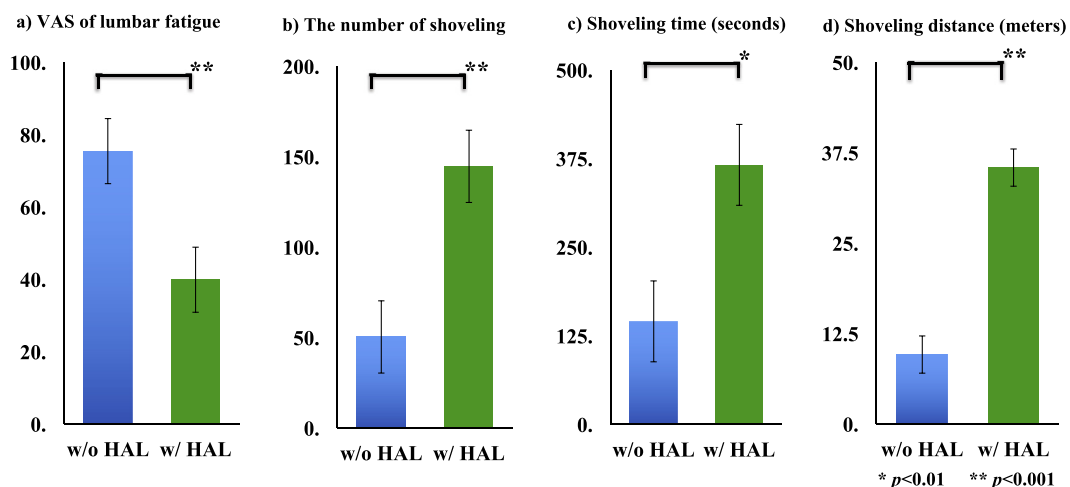 a) VAS of lumbar fatigue
100.
80.
60.
40.
20.
0.
**
w/o HAL w/ HAL
b) The number of shoveling
200.
150.
100.
50.
0.
**
w/o HAL w/ HAL
c) Shoveling time (seconds)
500.
375.
250.
125.
0.
*
w/o HAL w/ HAL
d) Shoveling distance (meters)
50.
37.5
25.
12.5
0.
**
w/o HAL w/ HAL
* p<0.01 ** p<0.001